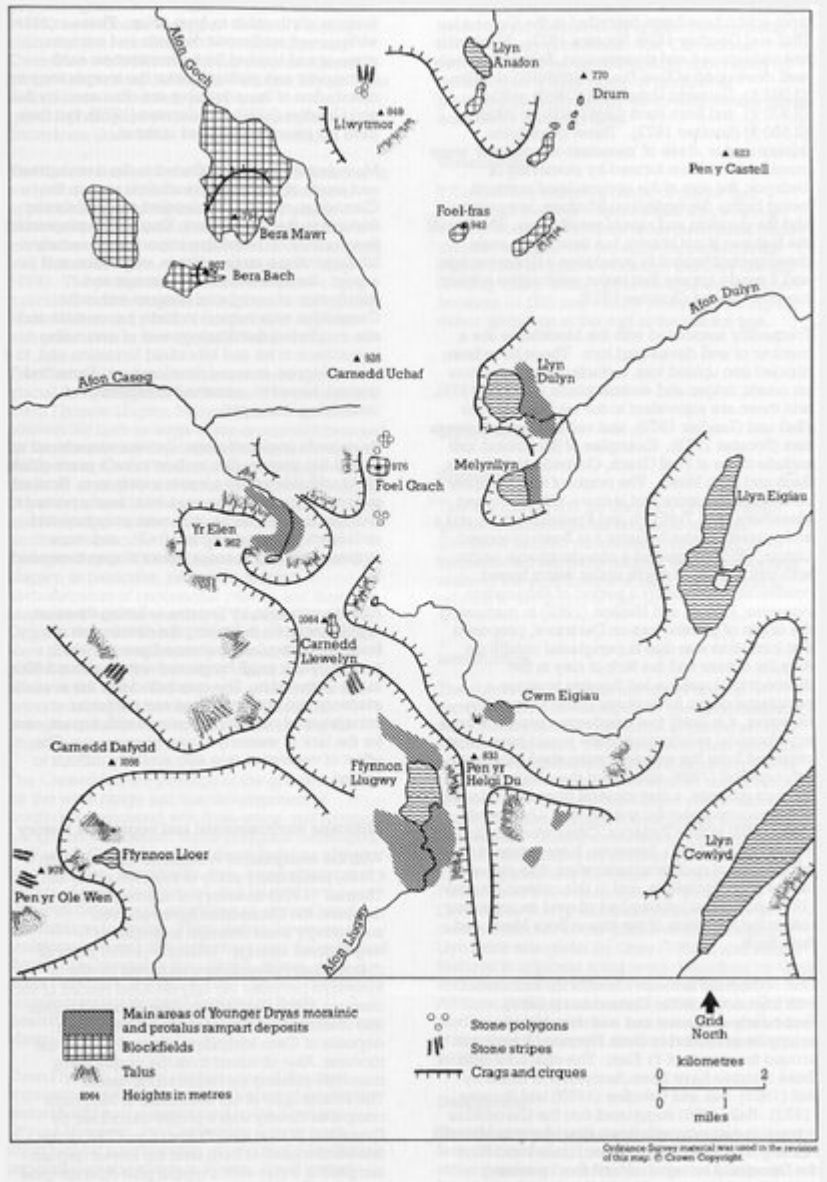 Afon Goch
Llyn
Anafon
770
Drum
849
Llwytmor
Pen y Castell
Foel-fras
942
Bera Mawr
Bera Bach
Afon Dulyn
926
Carnedd Uchaf
Llyn
Dulyn
Afon Caseg
Melynllyn
976
Foel Grach
Llyn Eigiau
Yr Elen
962
1064
Carnedd
Llewelyn
Cwm Eigiau
Carnedd Dafydd
Ffynnon
Llugwy
833
Pen yr
Helgi Du
Ffynnon Lloer
Llyn
Cowlyd
Pen yr Ole Wen
Afon Llugwy
Main areas of Younger Dryas morainic
and protalus rampart deposits
Blockfields
Talus
1064 Heights in metres
Stone polygons
Stone stripes
Crags and cirques
Grid
North
kilometres
0 2
0 1
miles
Ordnance Survey material was used in the revision
of this map. © Crown Copyright.